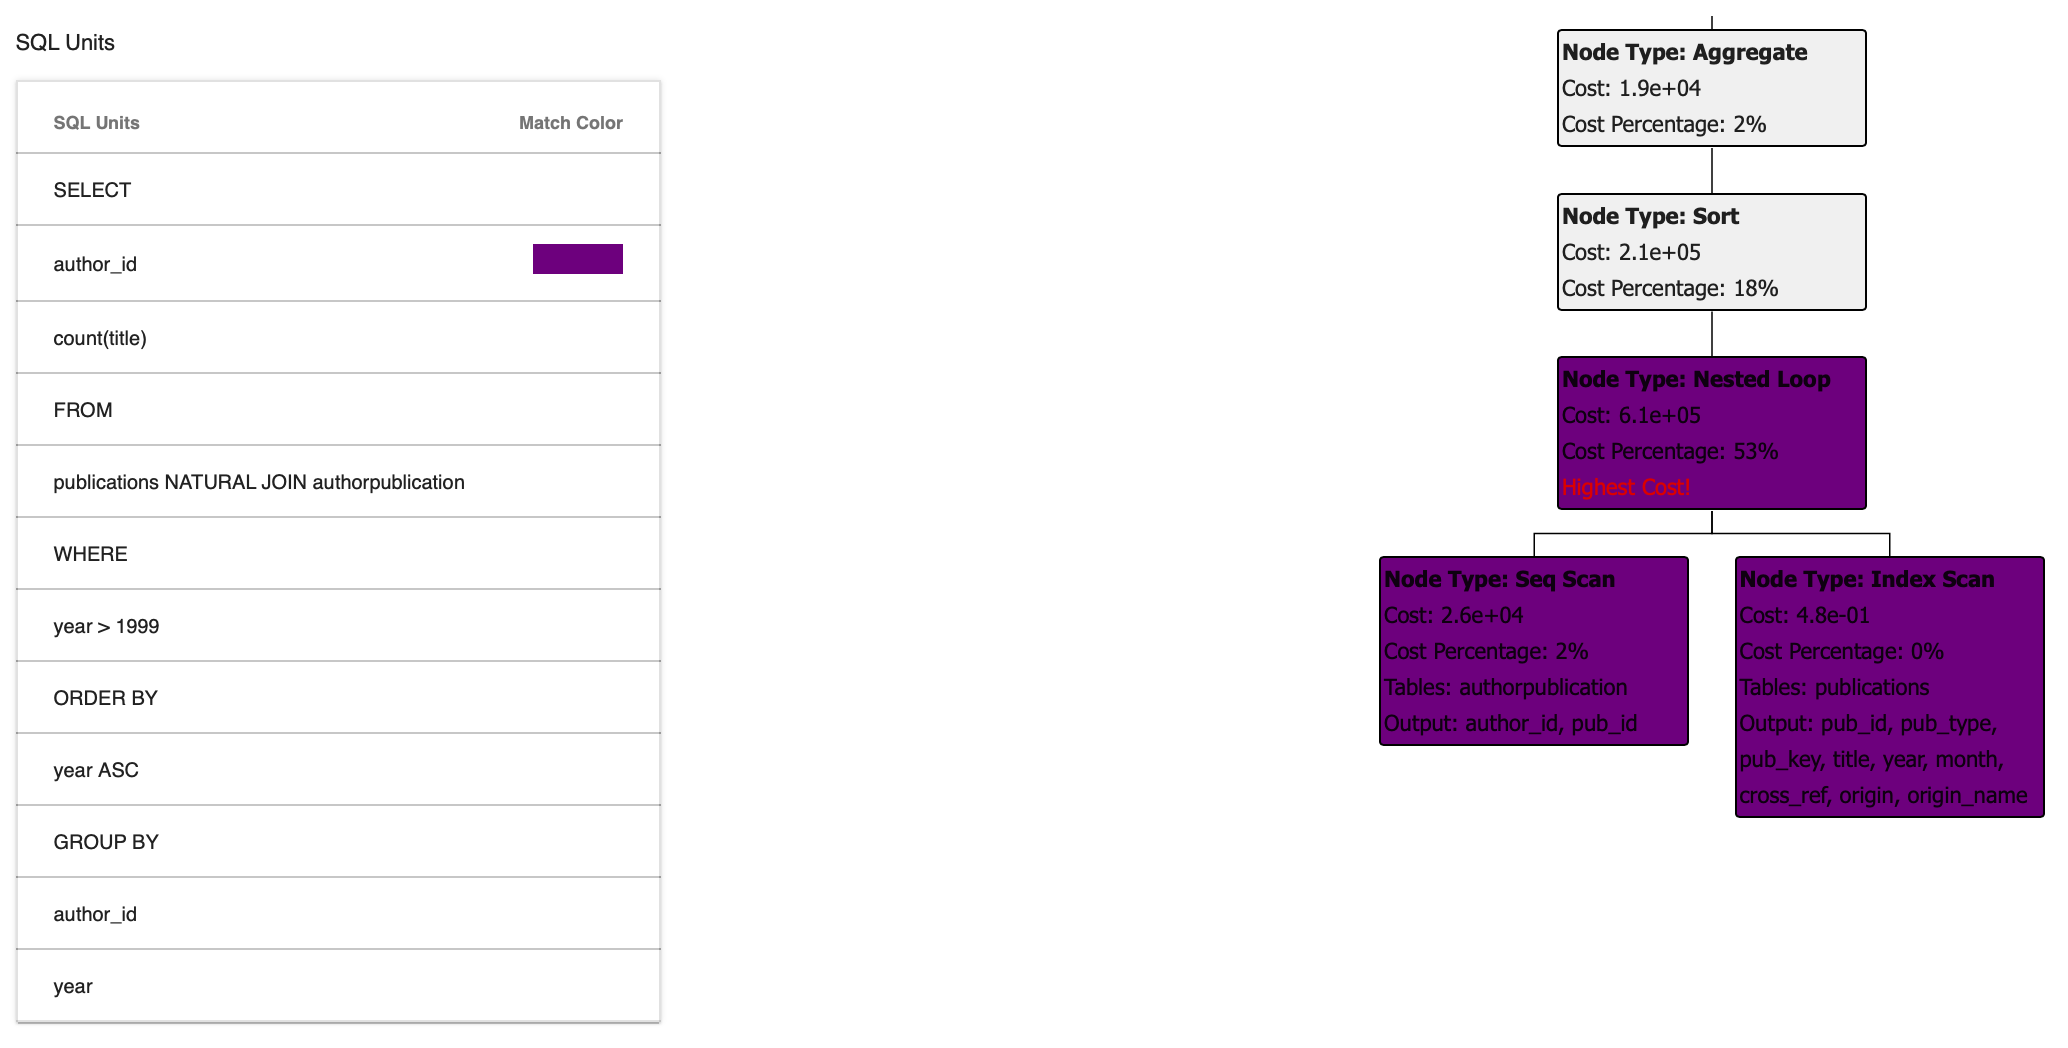 SQL Units
SQL Units Match Color
SELECT
author_id
count(title)
FROM
publications NATURAL JOIN authorpublication
WHERE
year > 1999
ORDER BY
year ASC
GROUP BY
author_id
year
Node Type: Aggregate
Cost: 1.9e+04
Cost Percentage: 2%
Node Type: Sort
Cost: 2.1e+05
Cost Percentage: 18%
Node Type: Nested Loop
Cost: 6.1e+05
Cost Percentage: 53%
Highest Cost!
Node Type: Seq Scan
Cost: 2.6e+04
Cost Percentage: 2%
Tables: authorpublication
Output: author_id, pub_id
Node Type: Index Scan
Cost: 4.8e-01
Cost Percentage: 0%
Tables: publications
Output: pub_id, pub_type,
pub_key, title, year, month,
cross_ref, origin, origin_name